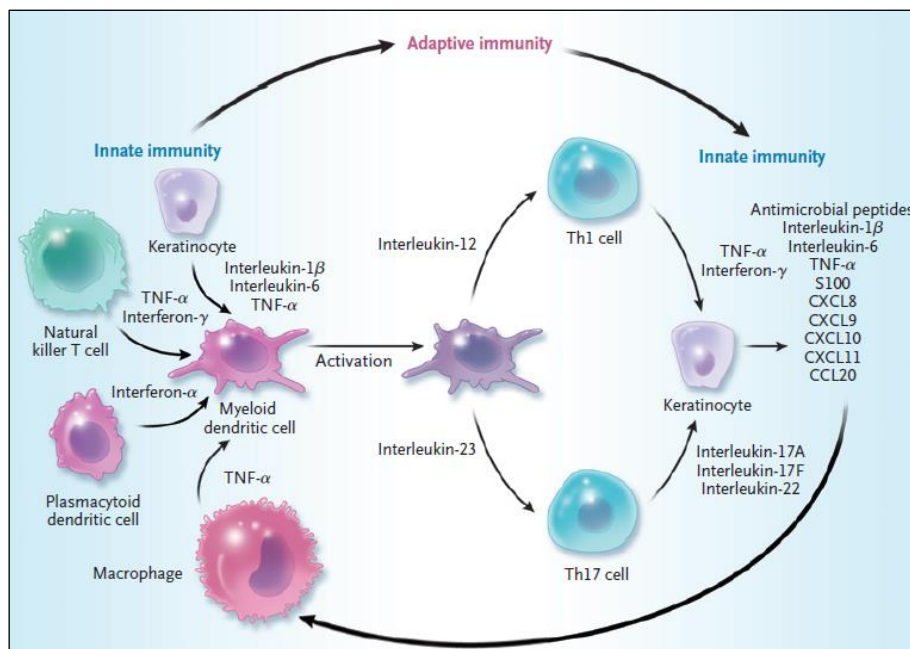 Adaptive immunity
Innate immunity
Keratinocyte
Natural
killer T cell
TNF-α
Interferon-γ
Interleukin-1β
Interleukin-6
TNF-α
Interferon-α
Plasmacytoid
dendritic cell
Myeloid
dendritic cell
TNF-α
Macrophage
Activation
Interleukin-12
Interleukin-23
Th1 cell
Th17 cell
TNF-α
Interferon-γ
Keratinocyte
Interleukin-17A
Interleukin-17F
Interleukin-22
Innate immunity
Antimicrobial peptides
Interleukin-1β
Interleukin-6
TNF-α
S100
CXCL8
CXCL9
CXCL10
CXCL11
CCL20